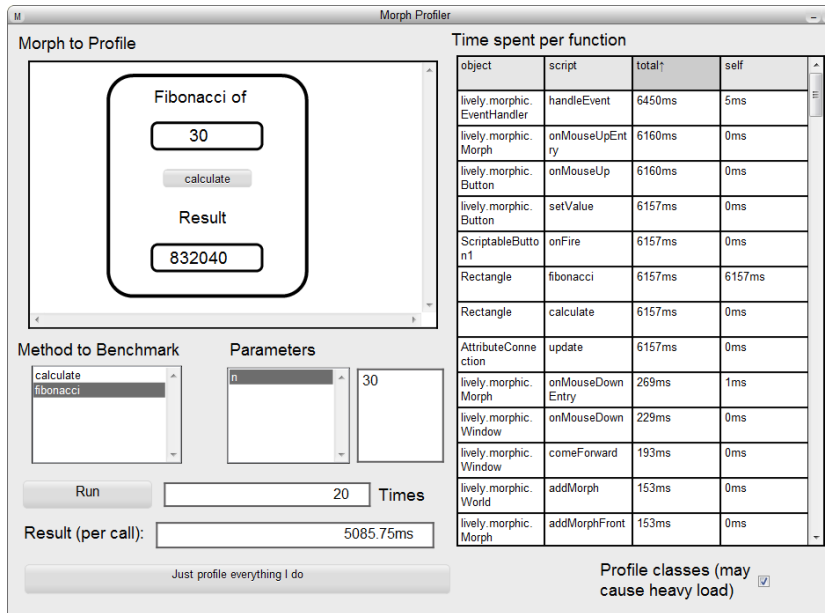 M
Morph Profiler
Morph to Profile
Fibonacci of
30
calculate
Result
832040
Method to Benchmark
calculate
fibonacci
Parameters
n
30
Run
20
Times
Result (per call):
5085.75ms
Just profile everything I do
Time spent per function
object script total↑ self
lively.morphic. handleEvent 6450ms 5ms
EventHandler
lively.morphic. onMouseUpEnt 6160ms 0ms
Morph ry
lively.morphic. onMouseUp 6160ms 0ms
Button
lively.morphic. setValue 6157ms 0ms
Button
ScriptableButto onFire 6157ms 0ms
n1
Rectangle fibonacci 6157ms 6157ms
Rectangle calculate 6157ms 0ms
AttributeConne update 6157ms 0ms
ction
lively.morphic. onMouseDown 269ms 1ms
Morph Entry
lively.morphic. onMouseDown 229ms 0ms
Window
lively.morphic. comeForward 193ms 0ms
Window
lively.morphic. addMorph 153ms 0ms
World
lively.morphic. addMorphFront 153ms 0ms
Morph
Profile classes (may
cause heavy load)